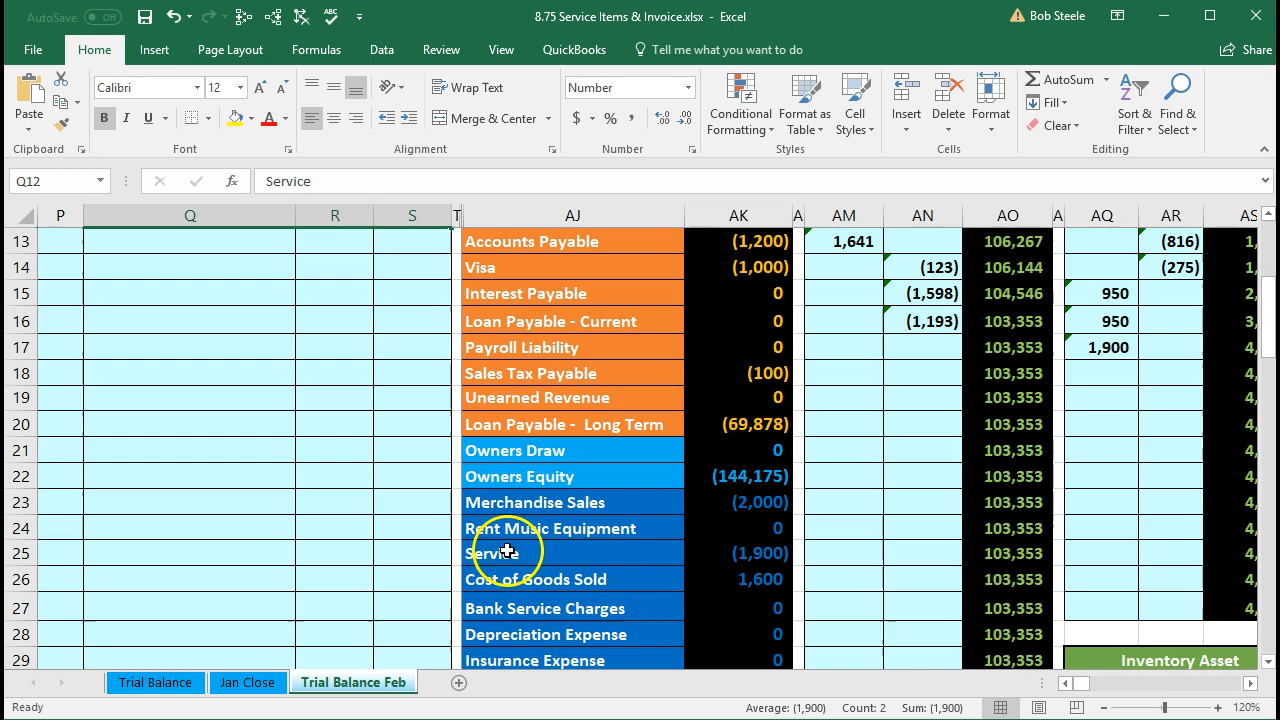 AutoSave Off 8.75 Service Items & Invoice.xlsx - Excel Bob Steele
File Home Insert Page Layout Formulas Data Review View QuickBooks Tell me what you want to do Share
Calibri 12 Wrap Text Number AutoSum
Paste Merge & Center $ % , Conditional Formatting Format as Table Cell Styles Insert Delete Format Fill Clear Sort & Filter Find & Select
B I U
Clipboard Font Alignment Number Styles Cells Editing
Q12 fx Service
P Q R S T AJ AK A AM AN AO A AQ AR AS
13 Accounts Payable (1,200) 1,641 106,267 (816) 1,
14 Visa (1,000) (123) 106,144 (275) 1,
15 Interest Payable 0 (1,598) 104,546 950 2,
16 Loan Payable - Current 0 (1,193) 103,353 950 3,
17 Payroll Liability 0 103,353 1,900 4,
18 Sales Tax Payable (100) 103,353 4,
19 Unearned Revenue 0 103,353 4,
20 Loan Payable - Long Term (69,878) 103,353 4,
21 Owners Draw 0 103,353 4,
22 Owners Equity (144,175) 103,353 4,
23 Merchandise Sales (2,000) 103,353 4,
24 Rent Music Equipment 0 103,353 4,
25 Service (1,900) 103,353 4,
26 Cost of Goods Sold 1,600 103,353 4,
27 Bank Service Charges 0 103,353 4,
28 Depreciation Expense 0 103,353
29 Insurance Expense 0 103,353 Inventory Asset
Trial Balance Jan Close Trial Balance Feb
Ready Average: (1,900) Count: 2 Sum: (1,900) 120%